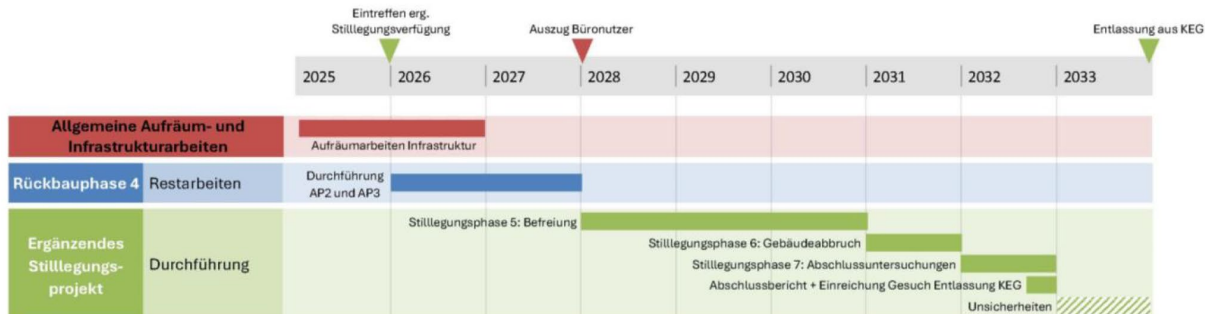 Eintreffen erg.
Stilllegungsverfügung
Auszug Büronutzer
Entlassung aus KEG
2025
2026
2027
2028
2029
2030
2031
2032
2033
Allgemeine Aufräum- und
Infrastrukturarbeiten
Aufräumarbeiten Infrastruktur
Rückbauphase 4
Restarbeiten
Durchführung
AP2 und AP3
Ergänzendes
Stilllegungs-
projekt
Durchführung
Stilllegungsphase 5: Befreiung
Stilllegungsphase 6: Gebäudeabbruch
Stilllegungsphase 7: Abschlussuntersuchungen
Abschlussbericht + Einreichung Gesuch Entlassung KEG
Unsicherheiten